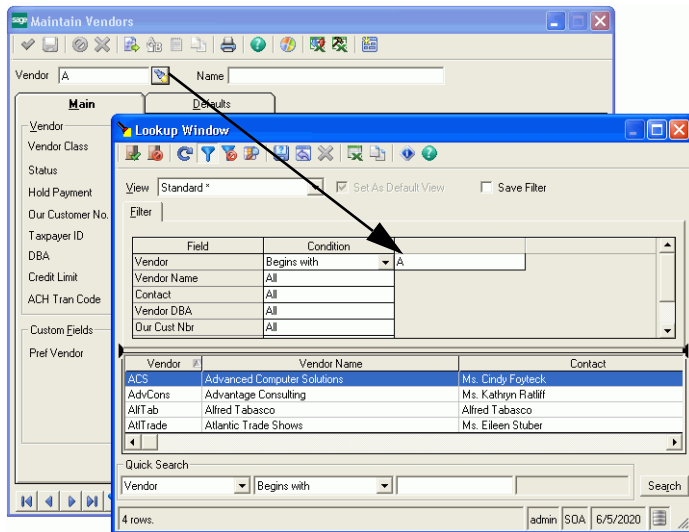 sage Maintain Vendors
Vendor A Name
Main Defaults
Vendor
Vendor Class
Status
Hold Payment
Our Customer No.
Taxpayer ID
DBA
Credit Limit
ACH Tran Code
Custom Fields
Pref Vendor
Lookup Window
View Standard * Set As Default View Save Filter
Filter
Field Condition
Vendor Begins with A
Vendor Name All
Contact All
Vendor DBA All
Our Cust Nbr All
Vendor Vendor Name Contact
ACS Advanced Computer Solutions Ms. Cindy Foyteck
AdvCons Advantage Consulting Ms. Kathryn Ratliff
AlfTab Alfred Tabasco Alfred Tabasco
AtlTrade Atlantic Trade Shows Ms. Eileen Stuber
Quick Search
Vendor Begins with Search
4 rows. admin SOA 6/5/2020